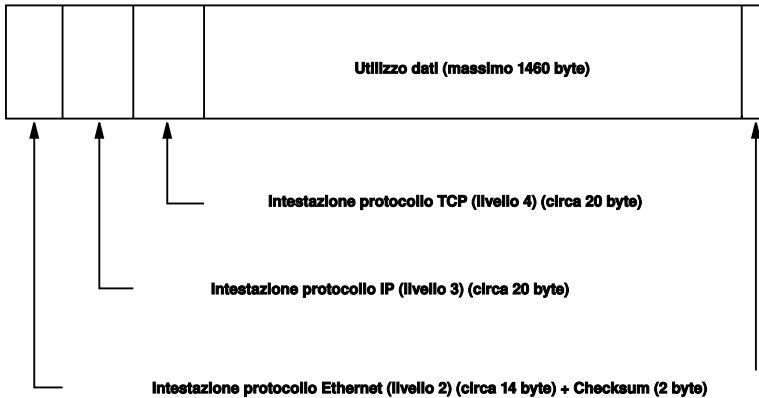 Utilizzo dati (massimo 1460 byte)
Intestazione protocollo TCP (livello 4) (circa 20 byte)
Intestazione protocollo IP (livello 3) (circa 20 byte)
Intestazione protocollo Ethernet (livello 2) (circa 14 byte) + Checksum (2 byte)